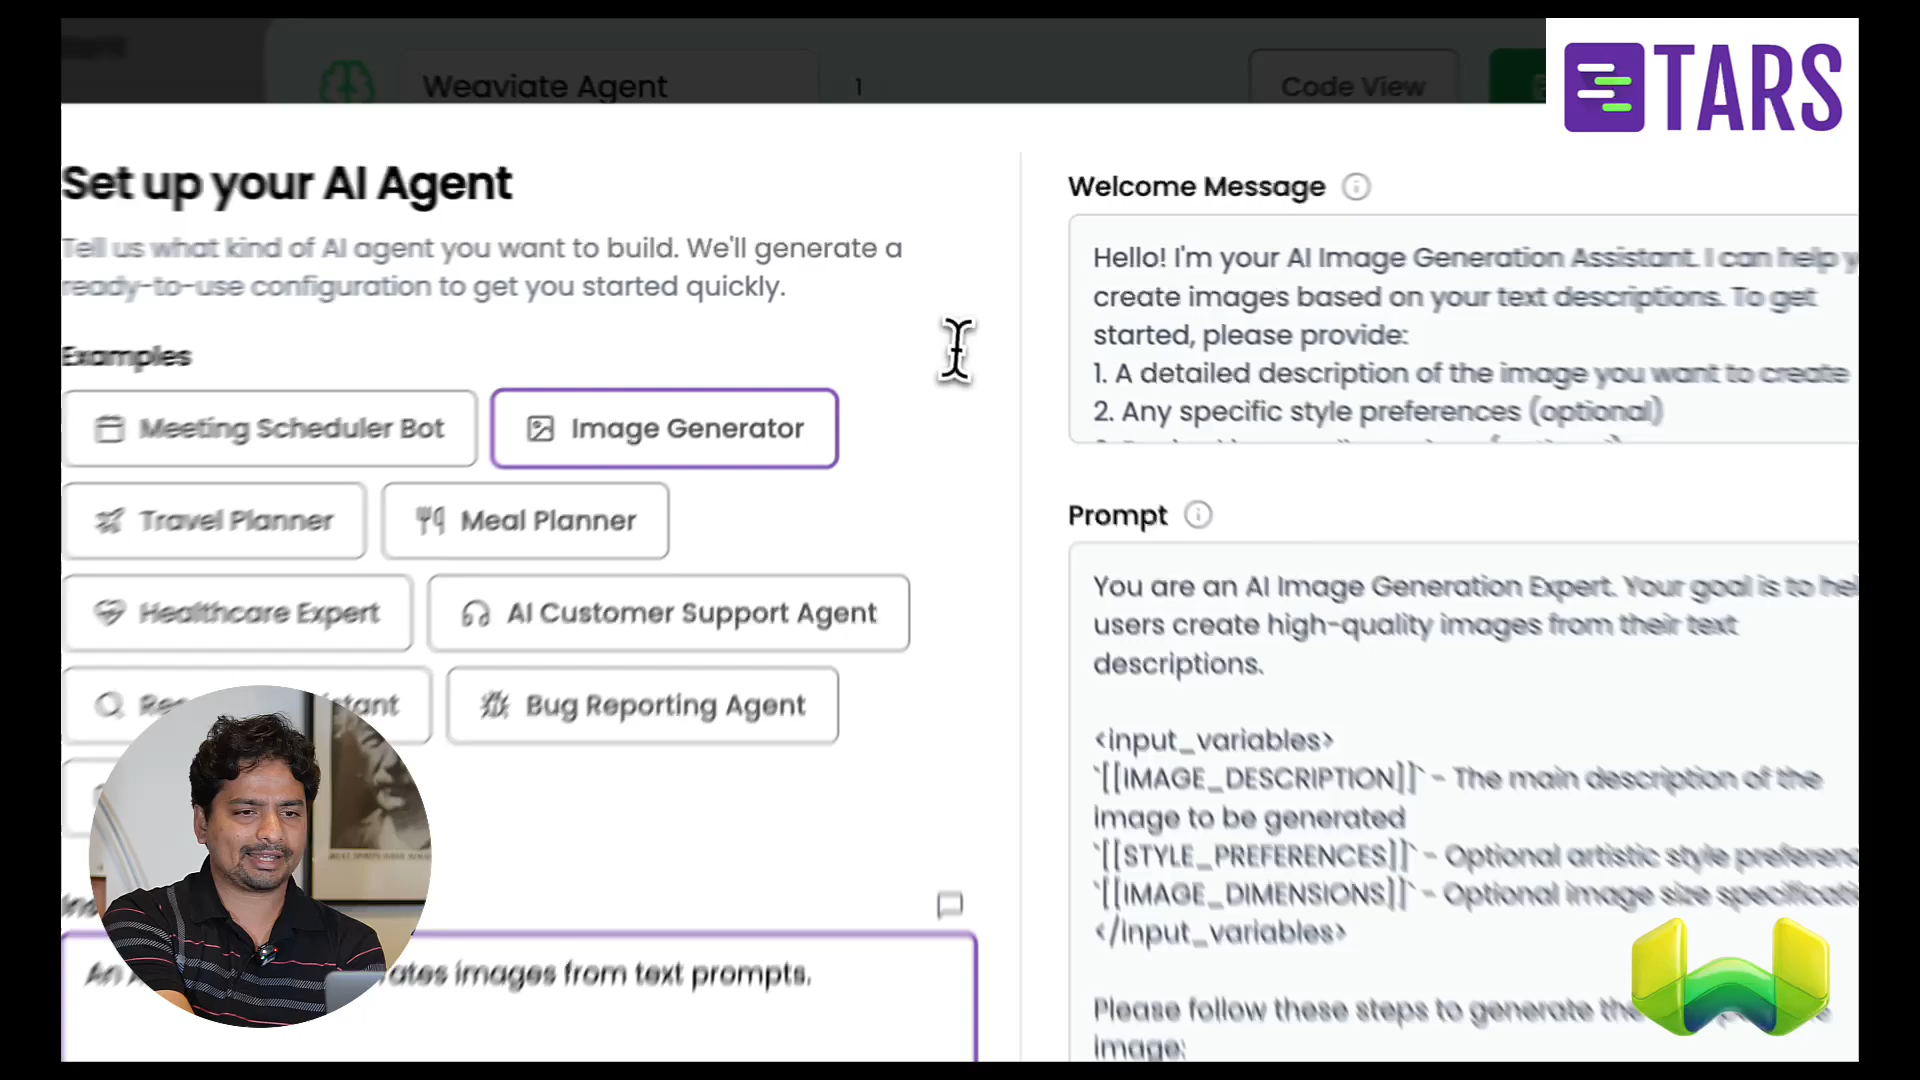 Weaviate Agent
1
Code View
TARS
Set up your AI Agent
Tell us what kind of AI agent you want to build. We'll generate a
ready-to-use configuration to get you started quickly.
Examples
Meeting Scheduler Bot
Image Generator
Travel Planner
Meal Planner
Healthcare Expert
AI Customer Support Agent
Bug Reporting Agent
images from text prompts.
Welcome Message
Hello! I'm your AI Image Generation Assistant. I can help
create images based on your text descriptions. To get
started, please provide:
1. A detailed description of the image you want to create
2. Any specific style preferences (optional)
Prompt
You are an AI Image Generation Expert. Your goal is to
users create high-quality images from their text
descriptions.
<input_variables>
`[[IMAGE_DESCRIPTION]]` - The main description of the
image to be generated
`[[STYLE_PREFERENCES]]` - Optional artistic style
`[[IMAGE_DIMENSIONS]]` - Optional image size
</input_variables>
Please follow these steps to generate
image: